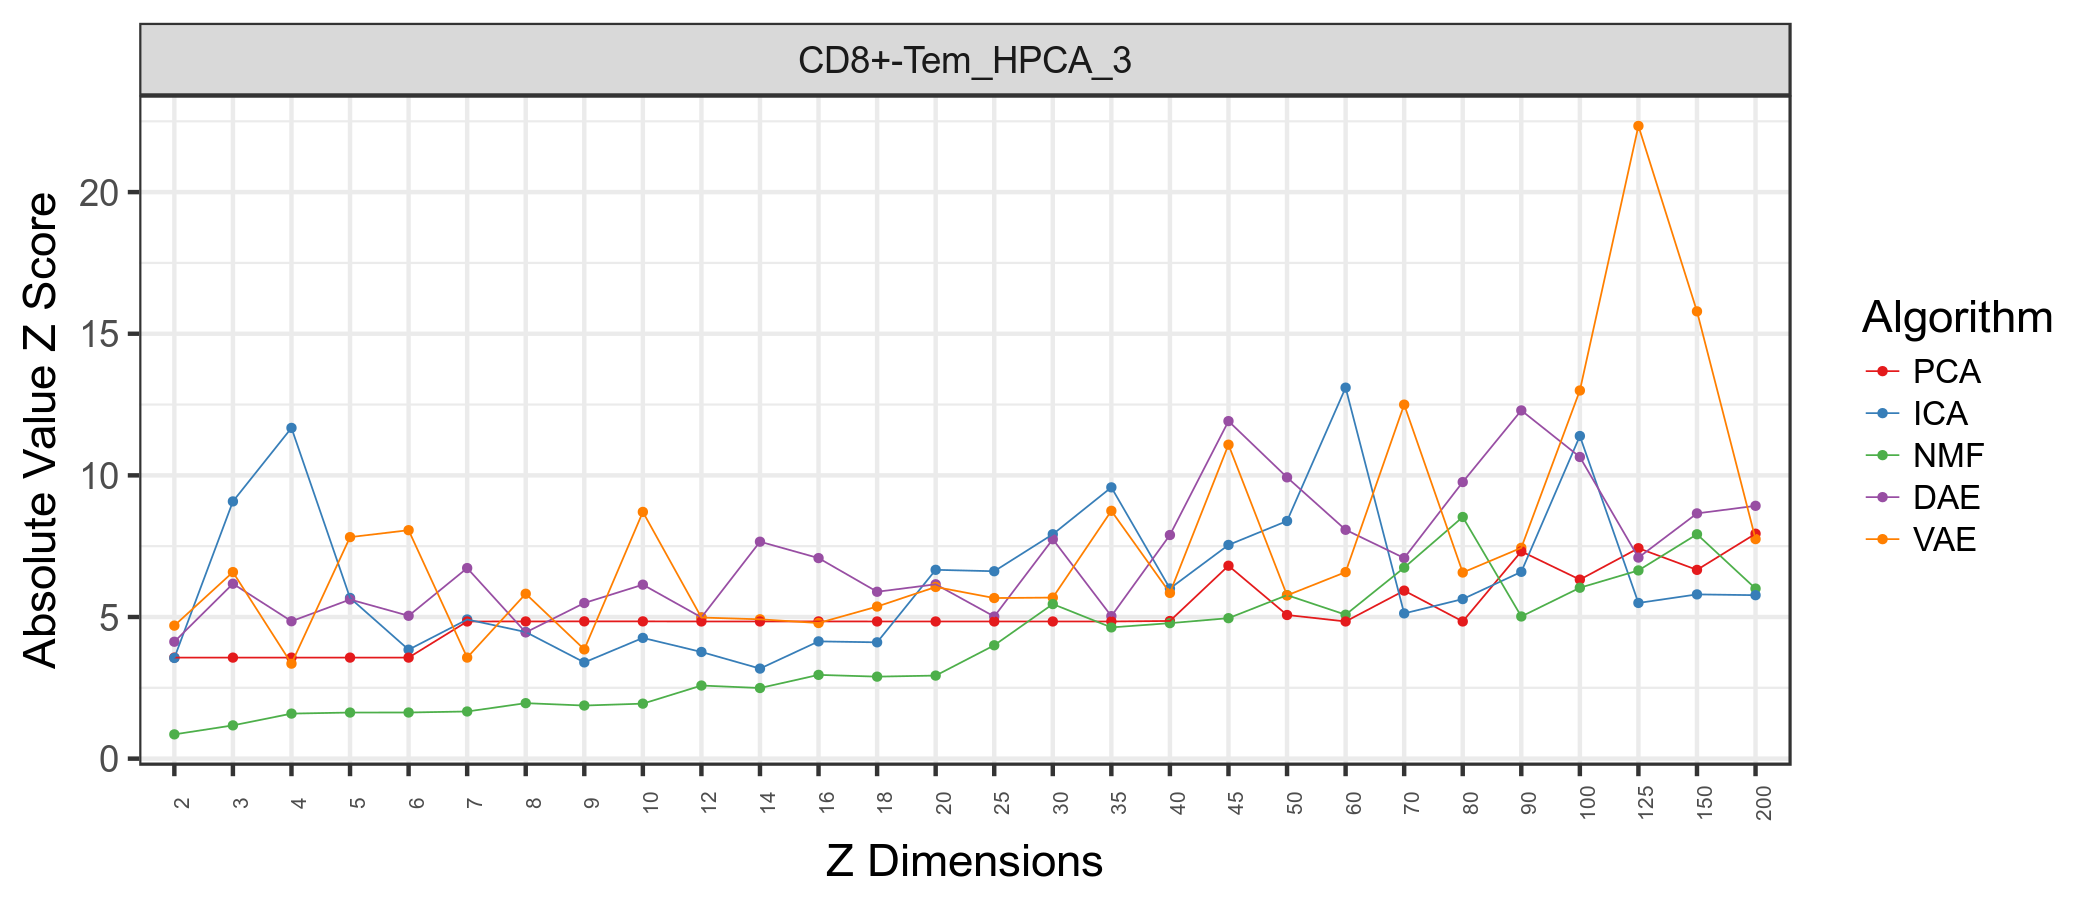 CD8+-Tem_HPCA_3
Absolute Value Z Score
20
15
10
5
0
2 3 4 5 6 7 8 9 10 12 14 16 18 20 25 30 35 40 45 50 60 70 80 90 100 125 150 200
Z Dimensions
Algorithm
PCA
ICA
NMF
DAE
VAE